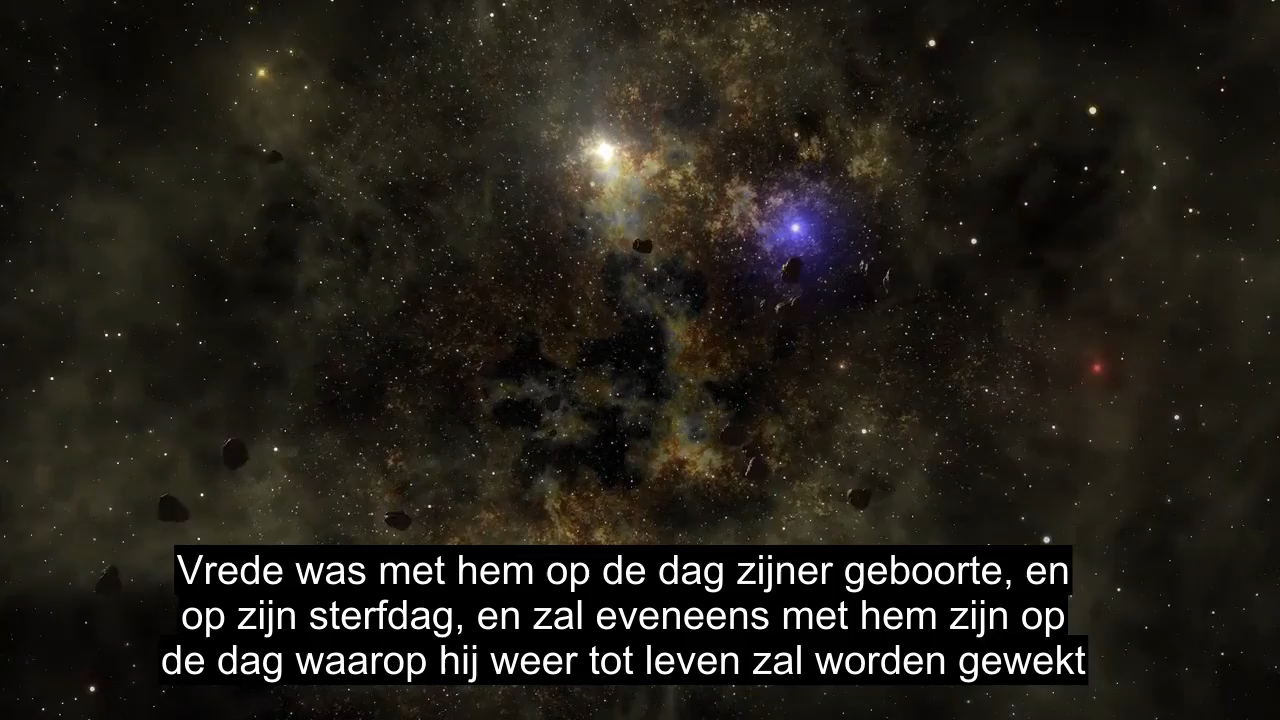 Vrede was met hem op de dag zijner geboorte, en
op zijn sterfdag, en zal eveneens met hem zijn op
de dag waarop hij weer tot leven zal worden gewekt